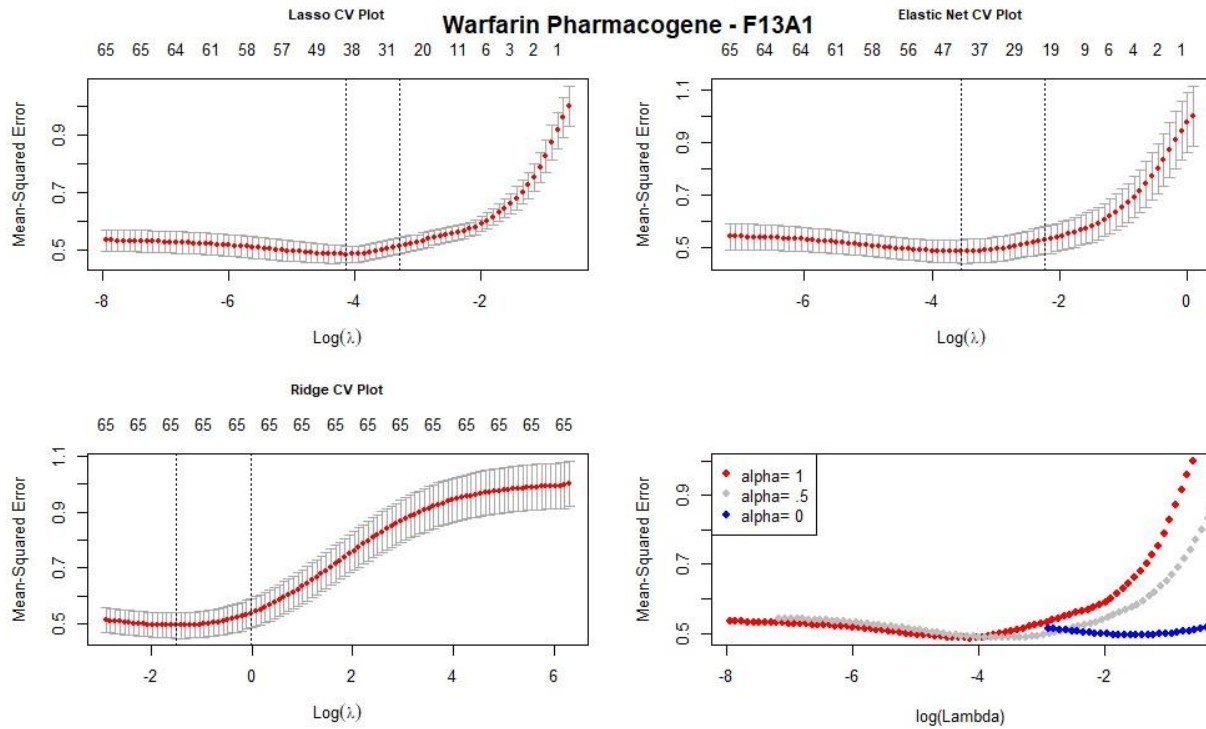 Warfarin Pharmacogene - F13A1
Lasso CV Plot
65 65 64 61 58 57 49 38 31 20 11 6 3 2 1
Mean-Squared Error
0.5 0.7 0.9
-8 -6 -4 -2
Log(λ)
Elastic Net CV Plot
65 64 64 61 58 56 47 37 29 19 9 6 4 2 1
Mean-Squared Error
0.5 0.7 0.9 1.1
-6 -4 -2 0
Log(λ)
Ridge CV Plot
65 65 65 65 65 65 65 65 65 65 65 65 65 65 65
Mean-Squared Error
0.5 0.7 0.9 1.1
-2 0 2 4 6
Log(λ)
alpha= 1
alpha= .5
alpha= 0
Mean-Squared Error
0.5 0.7 0.9
-8 -6 -4 -2
log(Lambda)